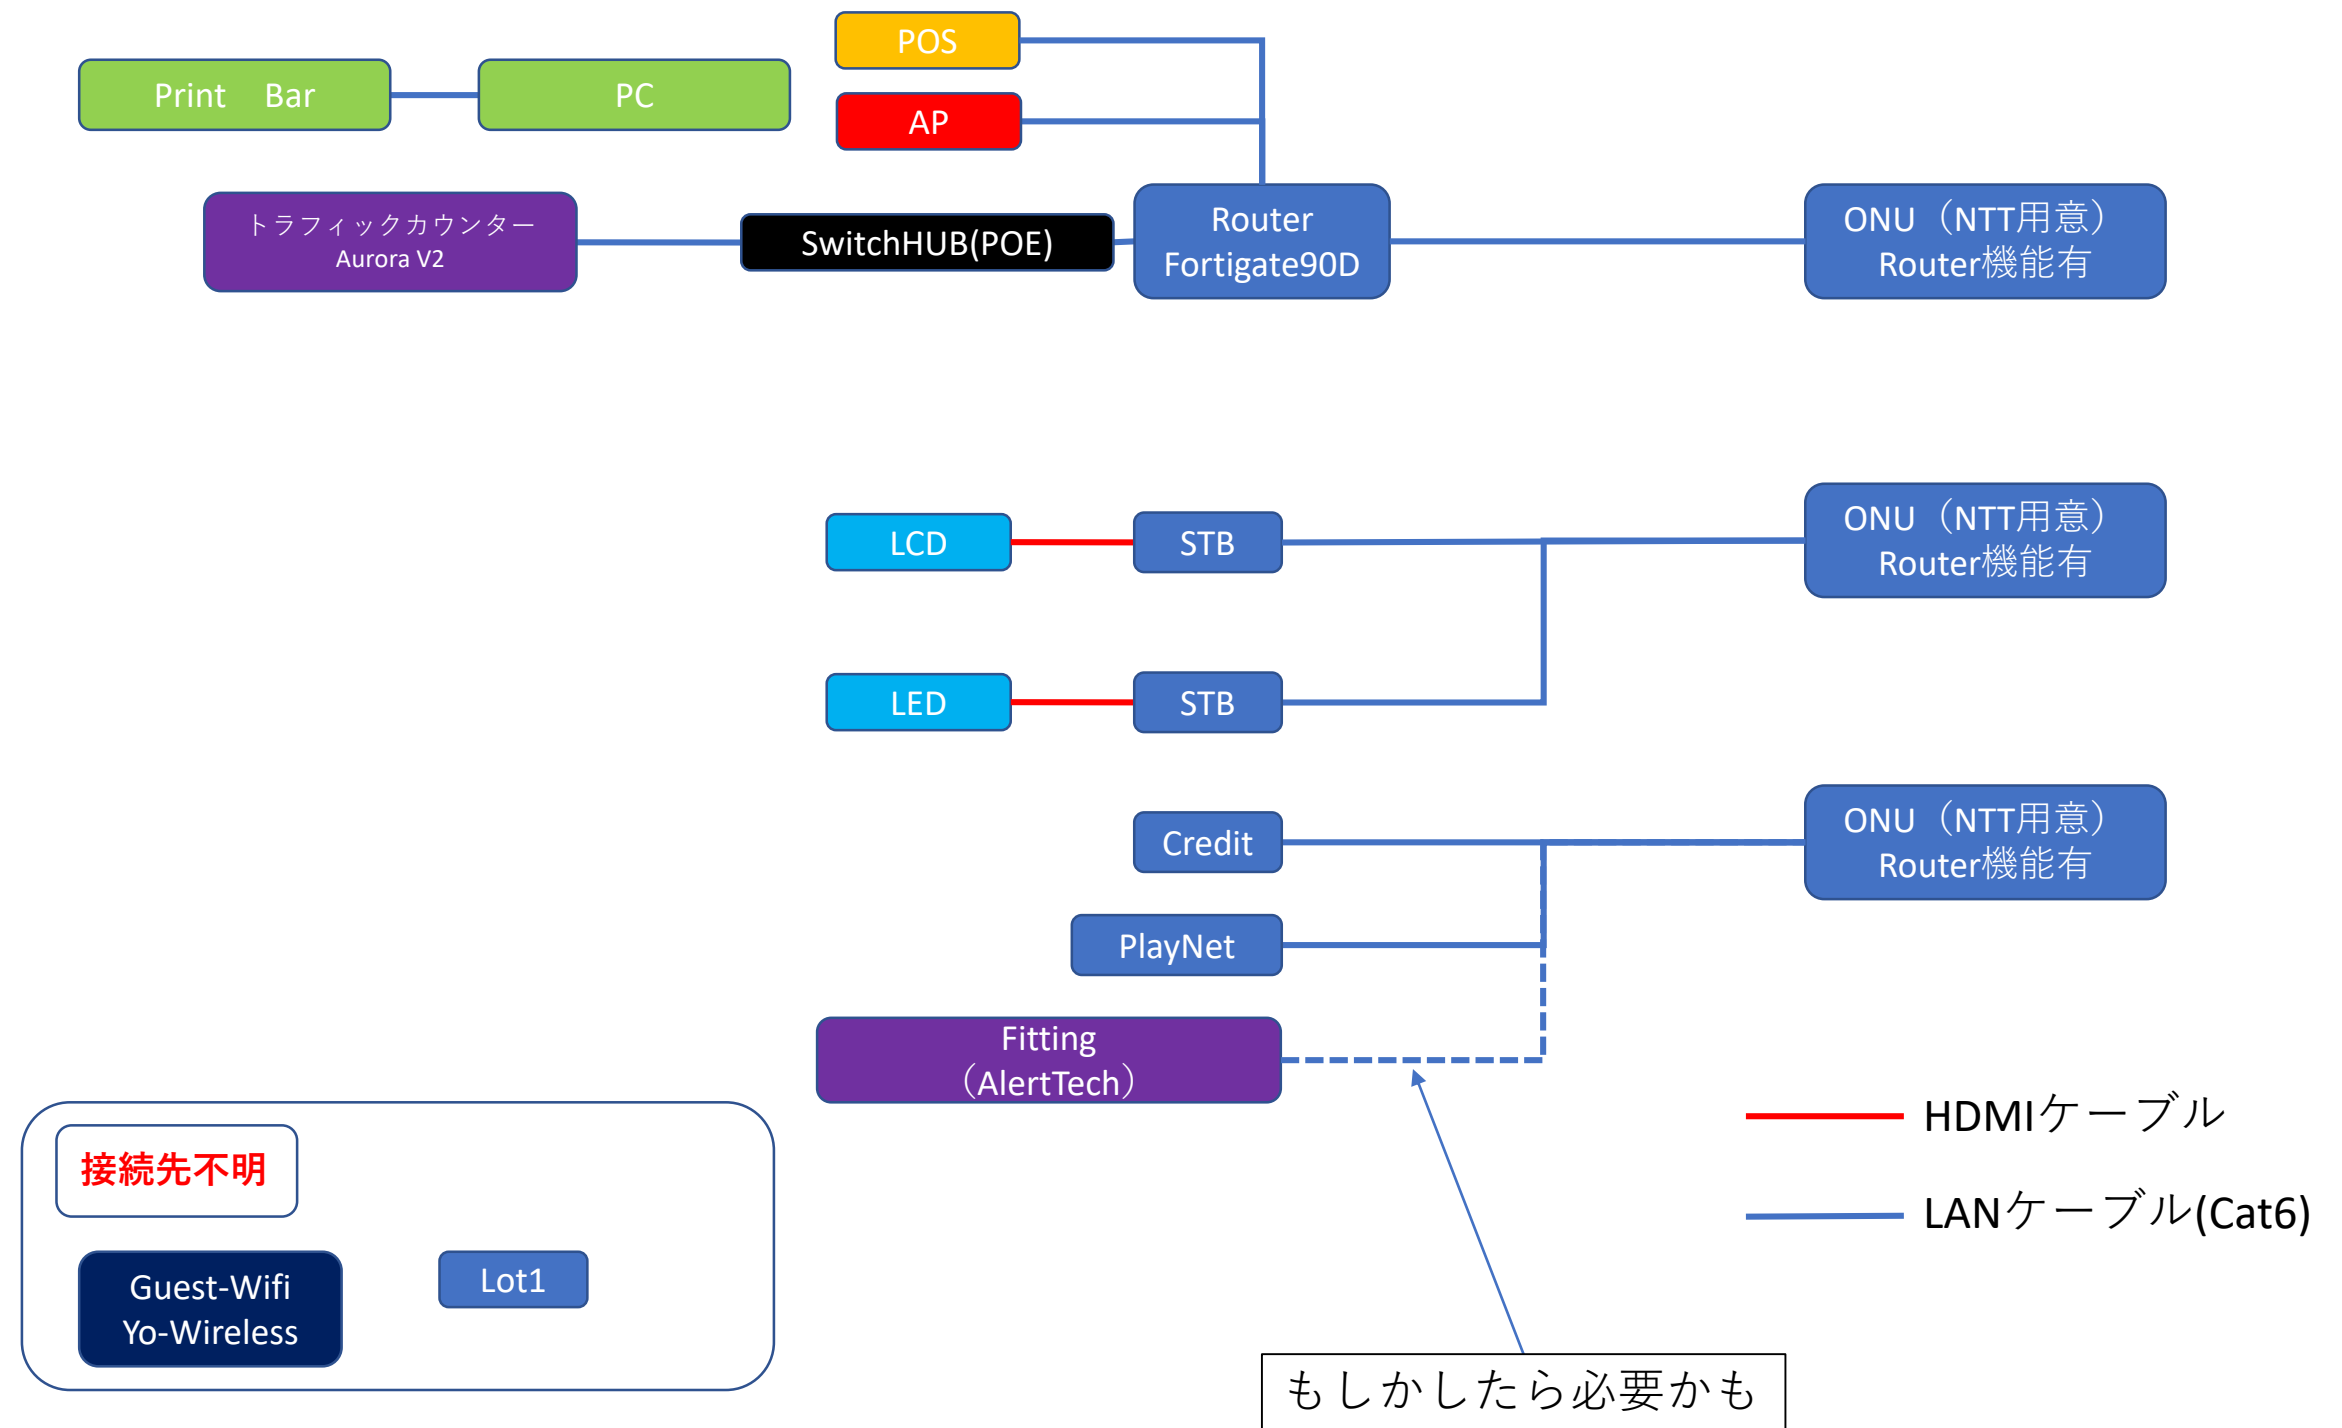 POS
Print　Bar
PC
AP
トラフィックカウンター
Aurora V2
SwitchHUB(POE)
Router
Fortigate90D
ONU（NTT用意）
Router機能有
LCD
STB
ONU（NTT用意）
Router機能有
LED
STB
Credit
ONU（NTT用意）
Router機能有
PlayNet
Fitting
（AlertTech）
HDMIケーブル
LANケーブル(Cat6)
接続先不明
Guest-Wifi
Yo-Wireless
Lot1
もしかしたら必要かも